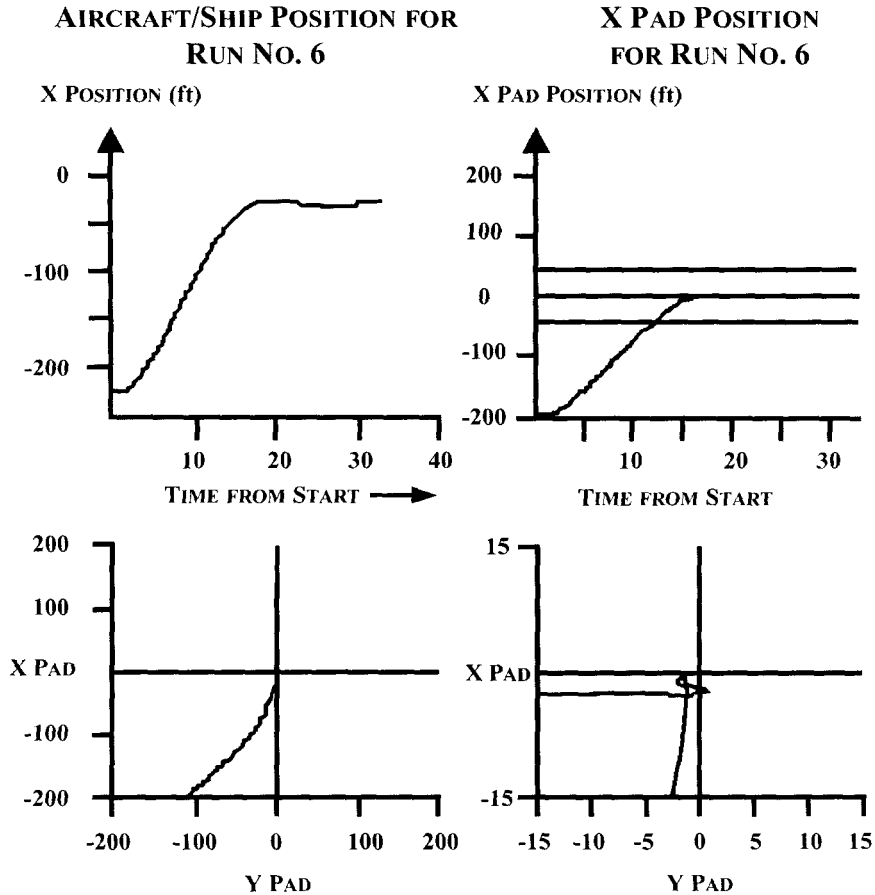 AIRCRAFT/SHIP POSITION FOR
RUN NO. 6
X POSITION (ft)
0
-100
-200
10
20
30
40
TIME FROM START
X PAD POSITION
FOR RUN NO. 6
X PAD POSITION (ft)
200
100
0
-100
-200
10
20
30
TIME FROM START
200
100
X PAD
-100
-200
-200
-100
0
100
200
Y PAD
15
X PAD
-15
-15
-10
-5
0
5
10
15
Y PAD